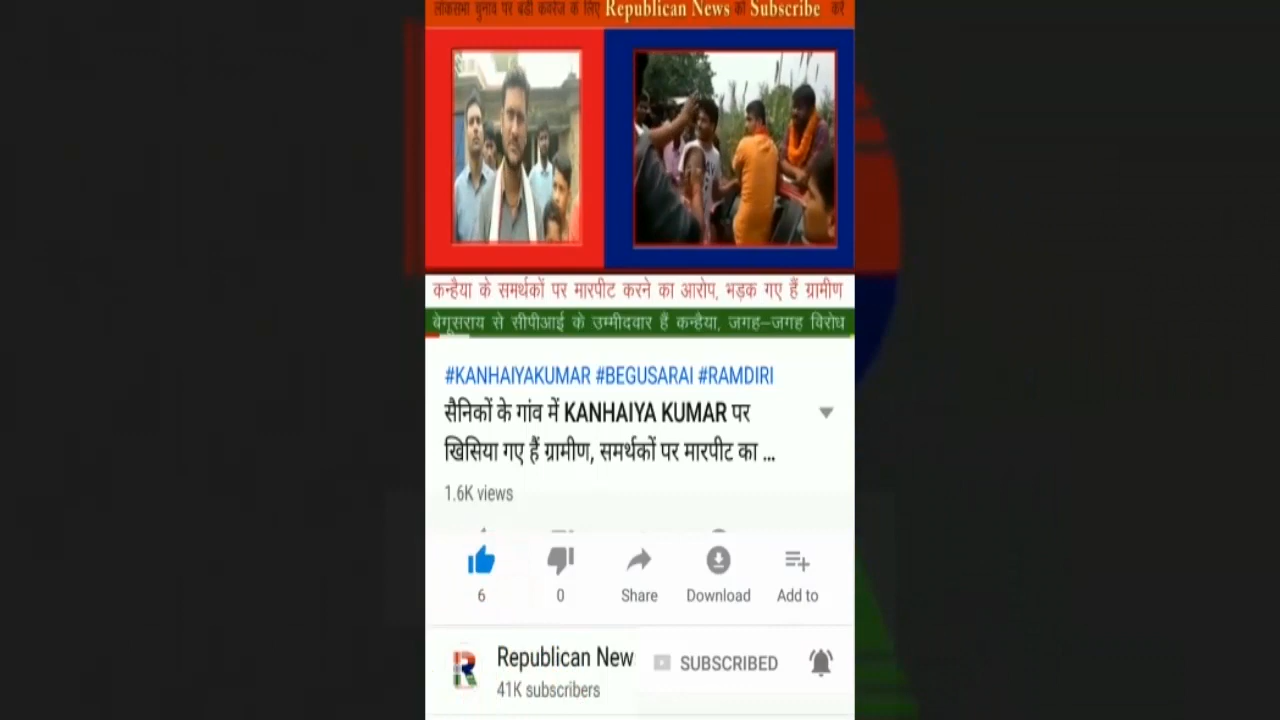 लोकसभा चुनाव पर बड़ी कवरेज के लिए Republican News को Subscribe करें
कन्हैया के समर्थकों पर मारपीट करने का आरोप, भड़क गए हैं ग्रामीण
बेगूसराय से सीपीआई के उम्मीदवार हैं कन्हैया, जगह-जगह विरोध
#KANHAIYAKUMAR #BEGUSARAI #RAMDIRI
सैनिकों के गांव में KANHAIYA KUMAR पर
खिसिया गए हैं ग्रामीण, समर्थकों पर मारपीट का ...
1.6K views
6
0
Share
Download
Add to
R
Republican New
SUBSCRIBED
41K subscribers